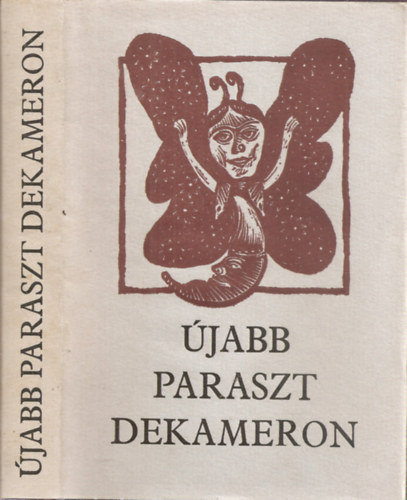 ÚJABB PARASZT DEKAMERON
ÚJABB
PARASZT
DEKAMERON